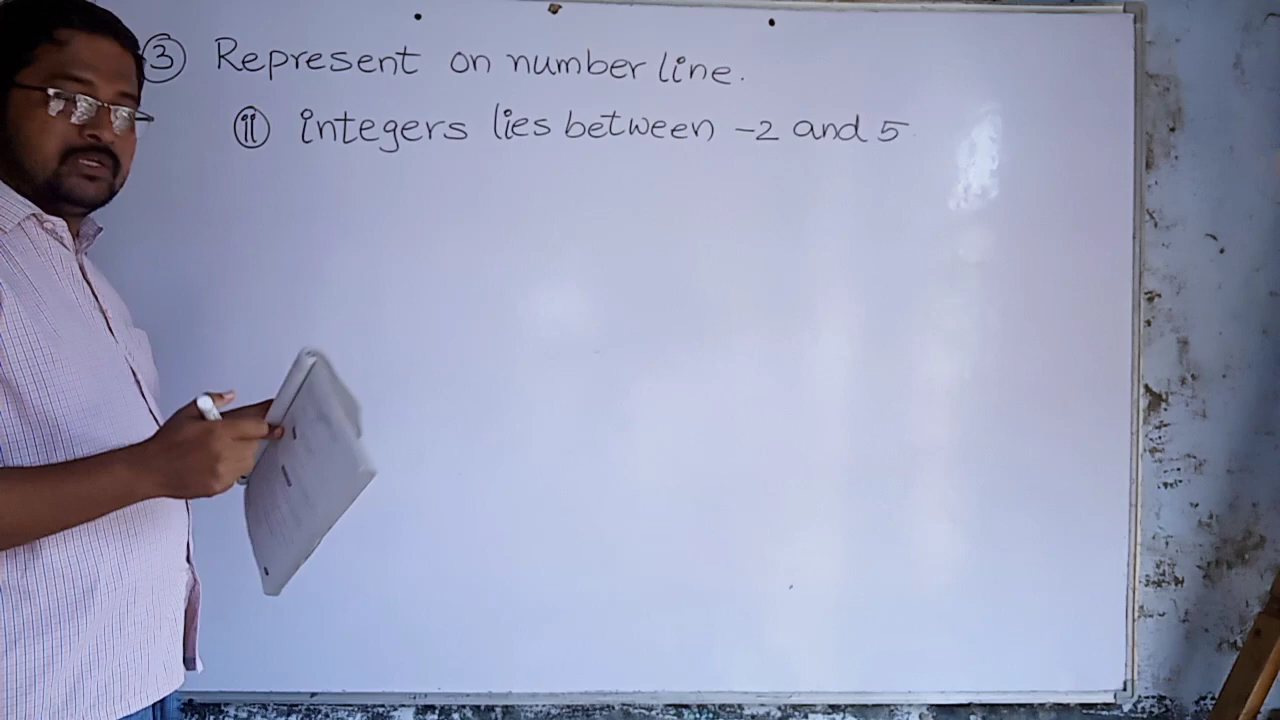 ③ Represent on number line.
ⅱ integers lies between -2 and 5